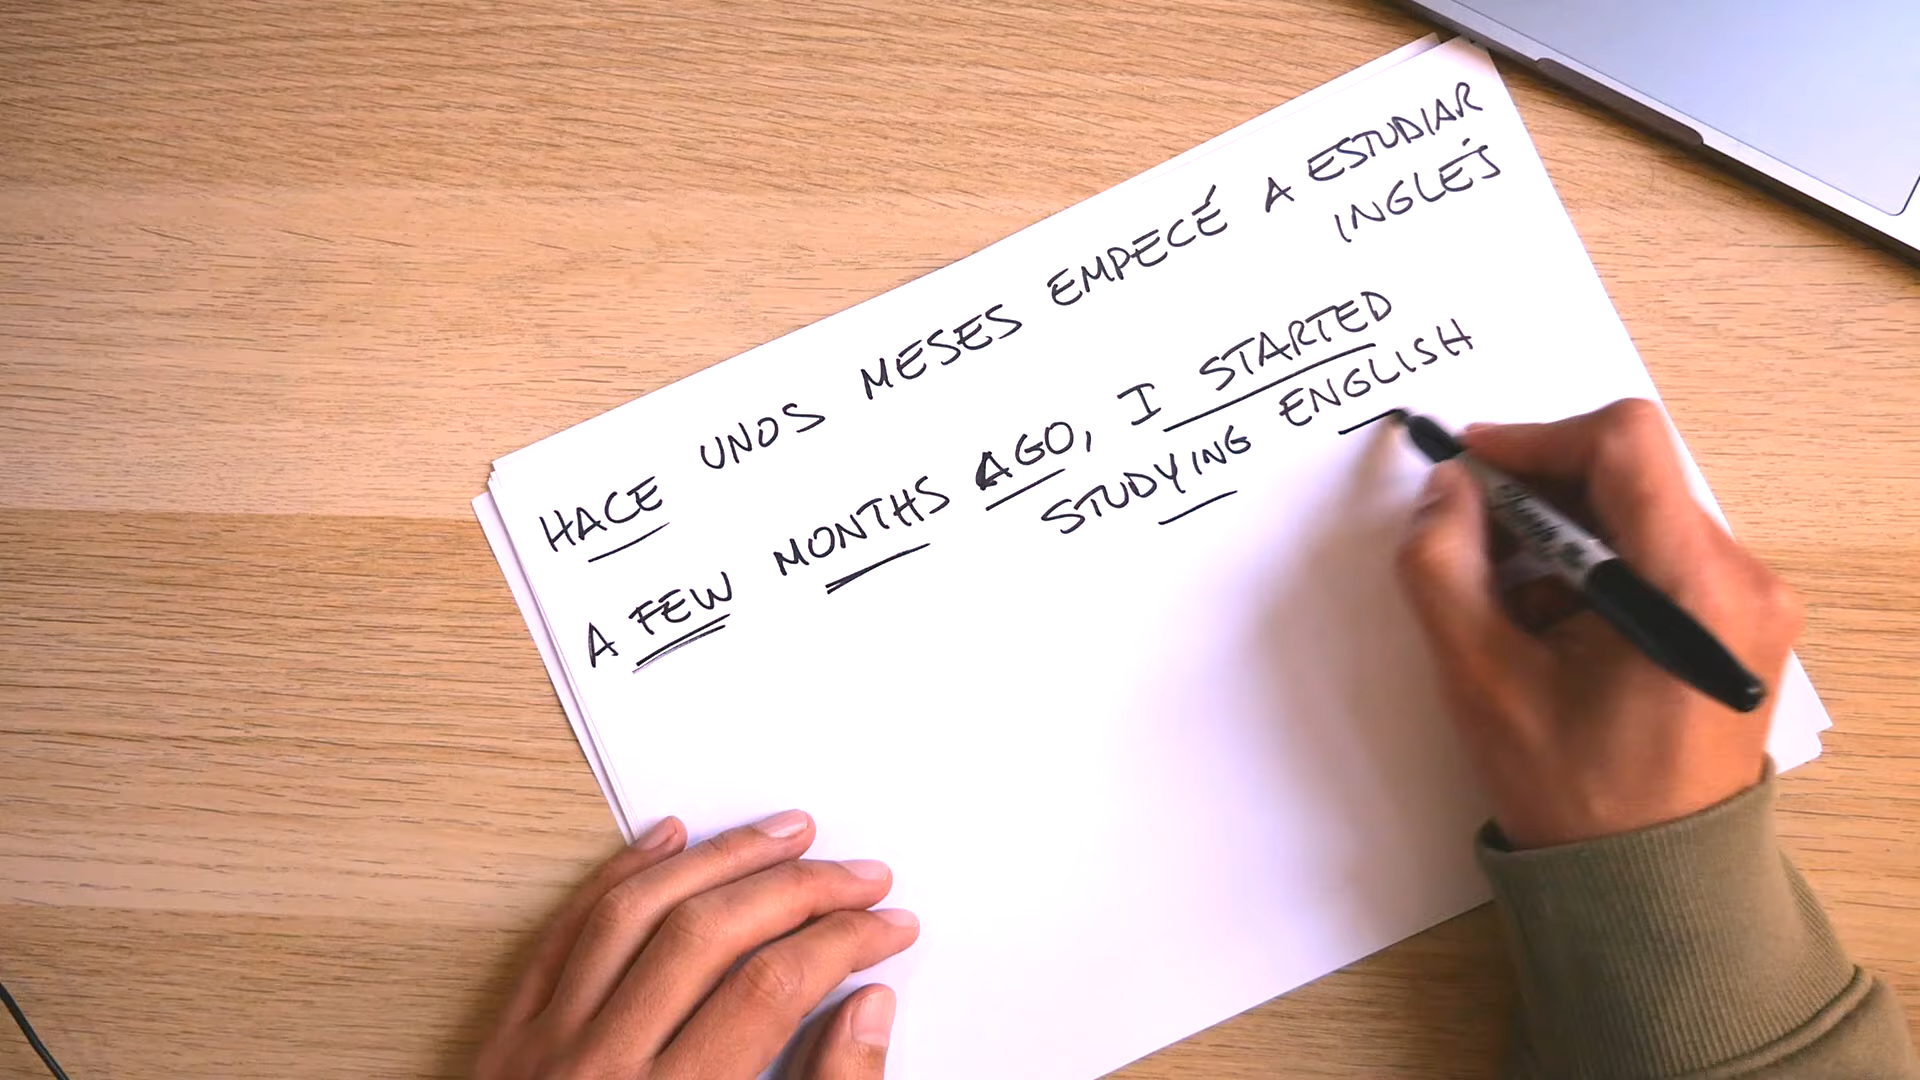 HACE UNOS MESES EMPECÉ A ESTUDIAR
INGLÉS
A FEW MONTHS AGO, I STARTED
STUDYING ENGLISH